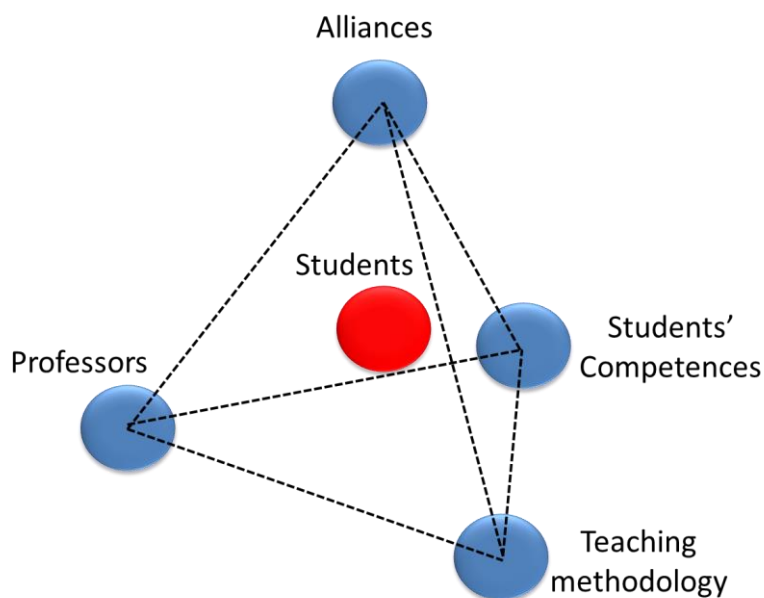 Alliances
Students
Professors
Students’
Competences
Teaching
methodology